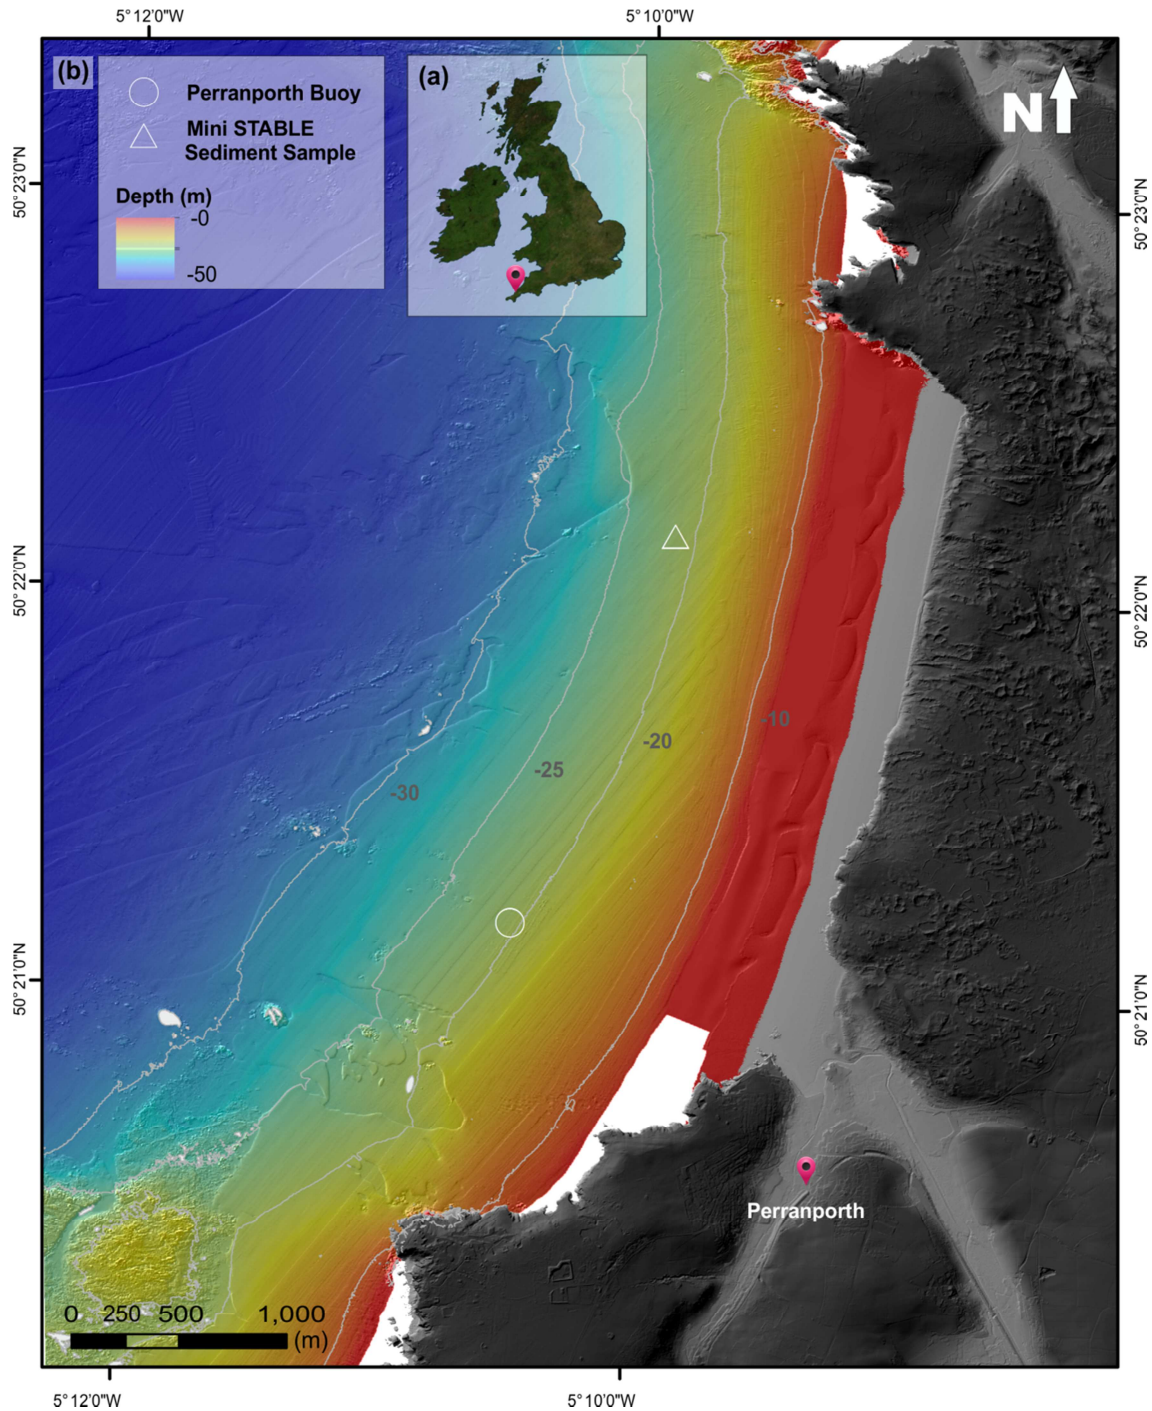 5°12'0"W
5°10'0"W
(b)
Perranporth Buoy
Mini STABLE
Sediment Sample
Depth (m)
-0
-50
(a)
N
50°23'0"N
50°23'0"N
50°22'0"N
50°22'0"N
-10
-20
-25
-30
50°21'0"N
50°21'0"N
Perranporth
0 250 500 1,000
(m)
5°12'0"W
5°10'0"W